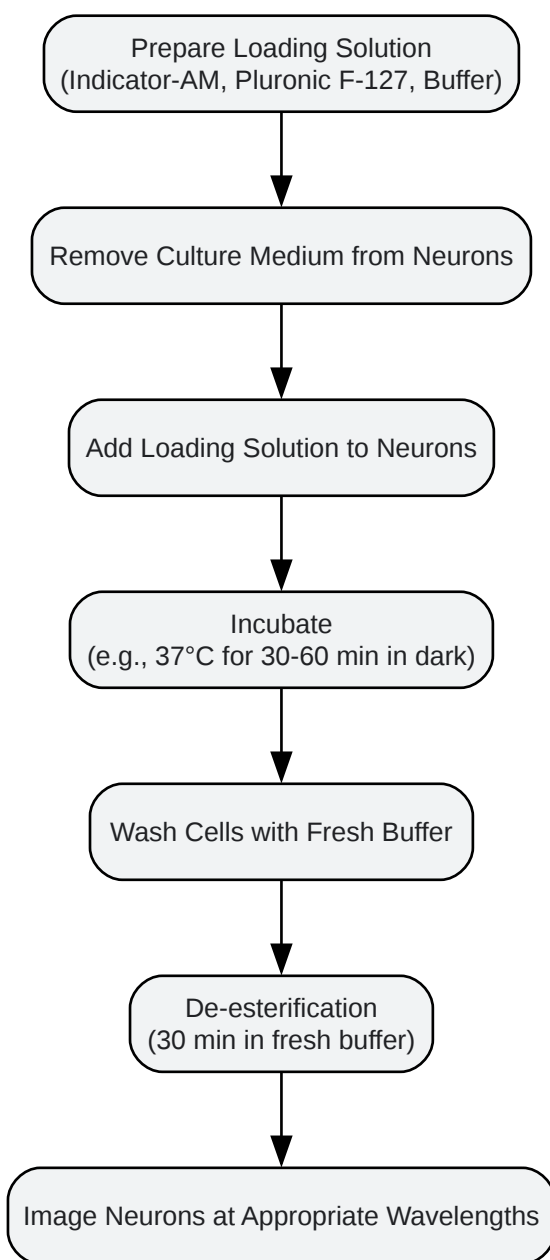 Prepare Loading Solution
(Indicator-AM, Pluronic F-127, Buffer)
Remove Culture Medium from Neurons
Add Loading Solution to Neurons
Incubate
(e.g., 37°C for 30-60 min in dark)
Wash Cells with Fresh Buffer
De-esterification
(30 min in fresh buffer)
Image Neurons at Appropriate Wavelengths